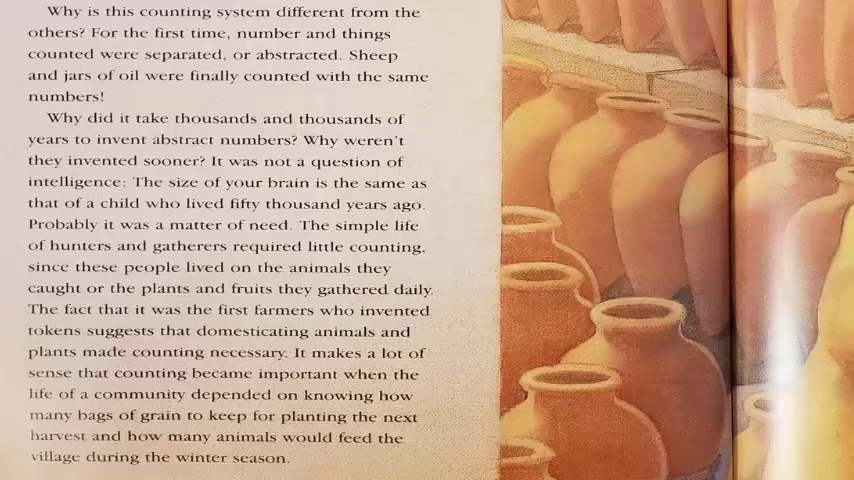 Why is this counting system different from the
others? For the first time, number and things
counted were separated, or abstracted. Sheep
and jars of oil were finally counted with the same
numbers!
Why did it take thousands and thousands of
years to invent abstract numbers? Why weren't
they invented sooner? It was not a question of
intelligence: The size of your brain is the same as
that of a child who lived fifty thousand years ago.
Probably it was a matter of need. The simple life
of hunters and gatherers required little counting,
since these people lived on the animals they
caught or the plants and fruits they gathered daily.
The fact that it was the first farmers who invented
tokens suggests that domesticating animals and
plants made counting necessary. It makes a lot of
sense that counting became important when the
life of a community depended on knowing how
many bags of grain to keep for planting the next
harvest and how many animals would feed the
village during the winter season.